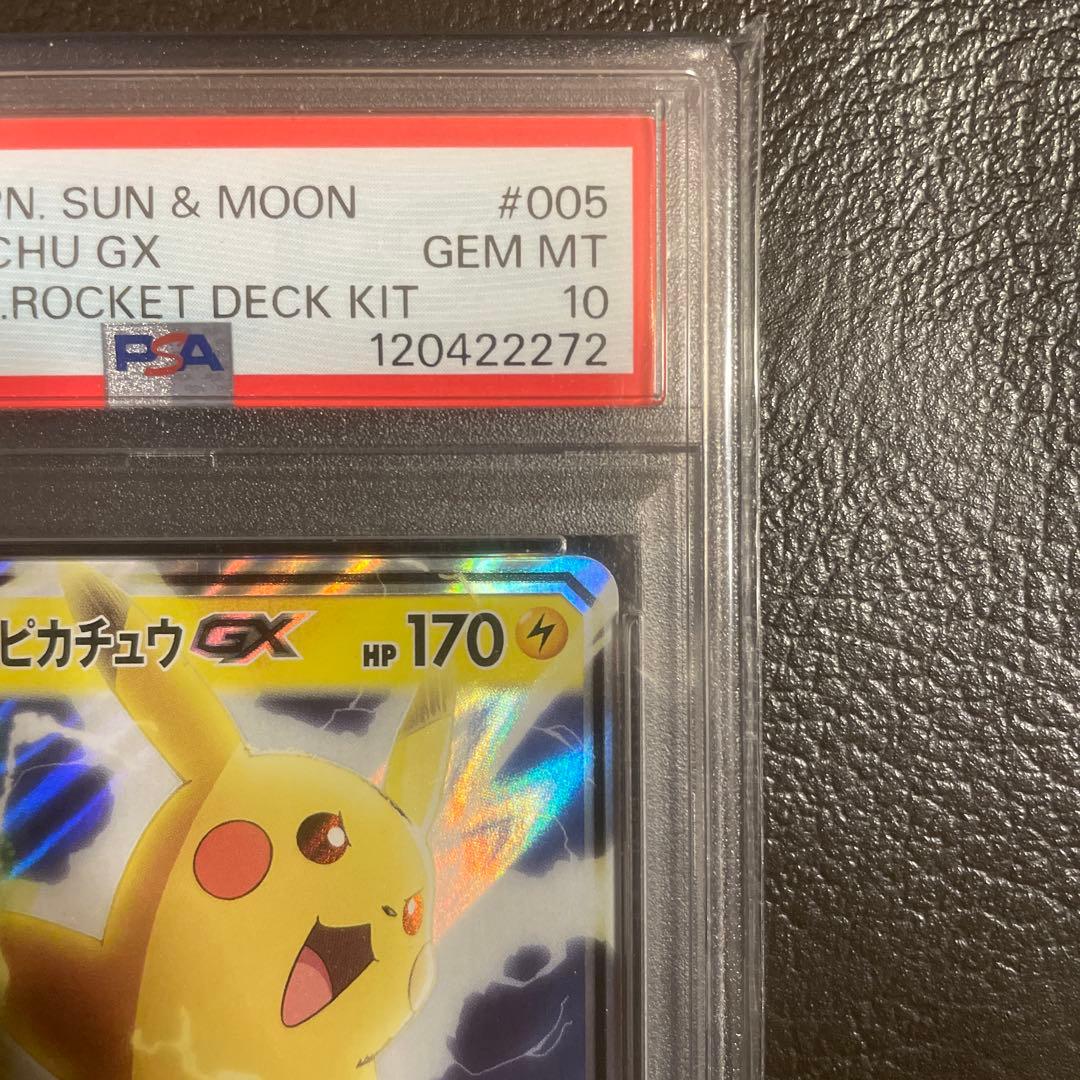 PN. SUN & MOON #005
CHU GX GEM MT
.ROCKET DECK KIT 10
PSA 120422272
ピカチュウGX HP 170